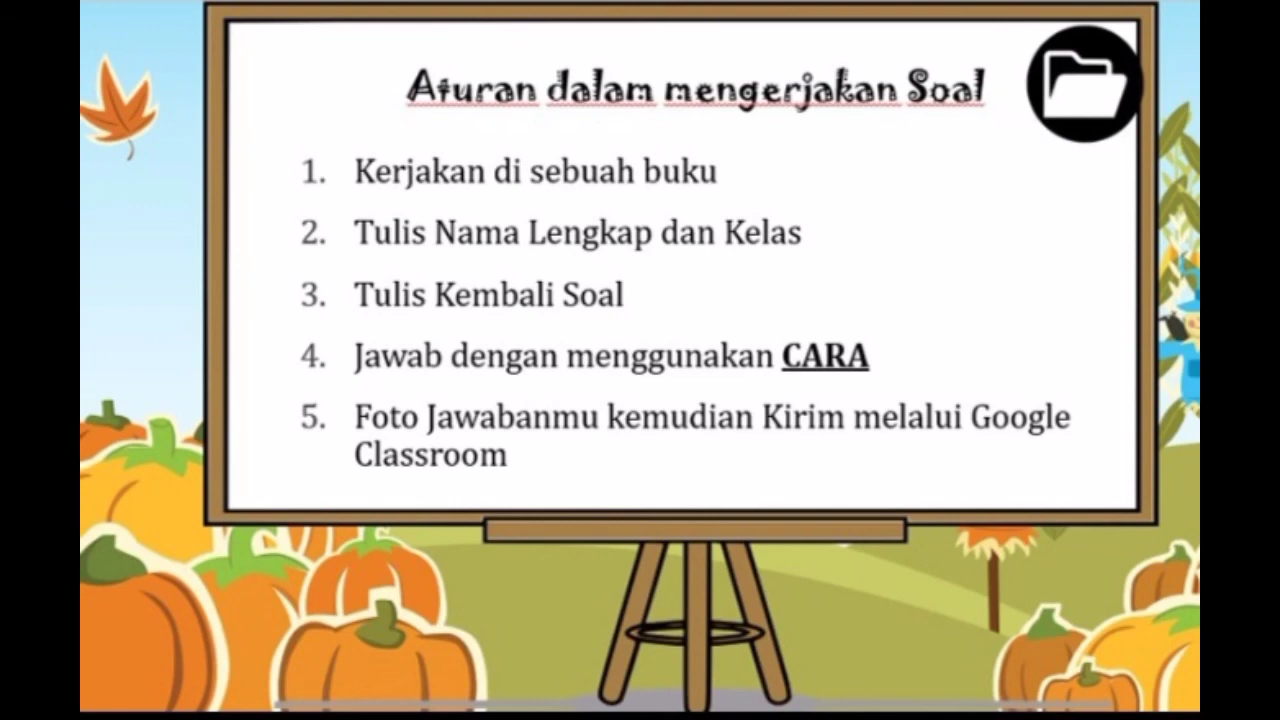 Aturan dalam mengerjakan Soal
1. Kerjakan di sebuah buku
2. Tulis Nama Lengkap dan Kelas
3. Tulis Kembali Soal
4. Jawab dengan menggunakan CARA
5. Foto Jawabanmu kemudian Kirim melalui Google
Classroom